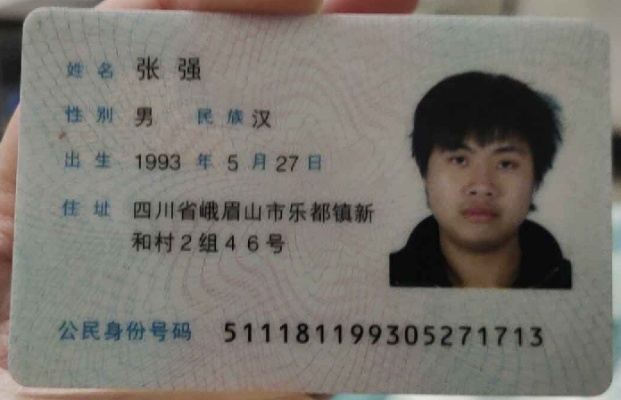 姓名 张强
性别 男 民族 汉
出生 1993 年 5 月 27 日
住址 四川省峨眉山市乐都镇新
和村2组46号
公民身份号码 511181199305271713